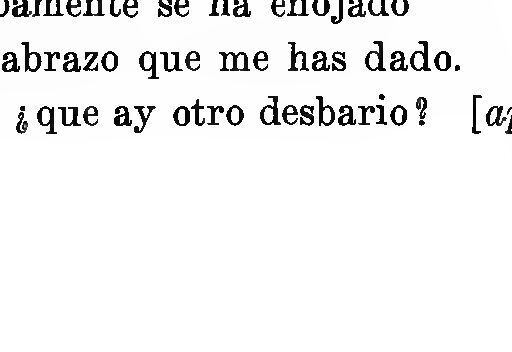 se ha enojado
abrazo que me has dado.
¿que ay otro desbario? [